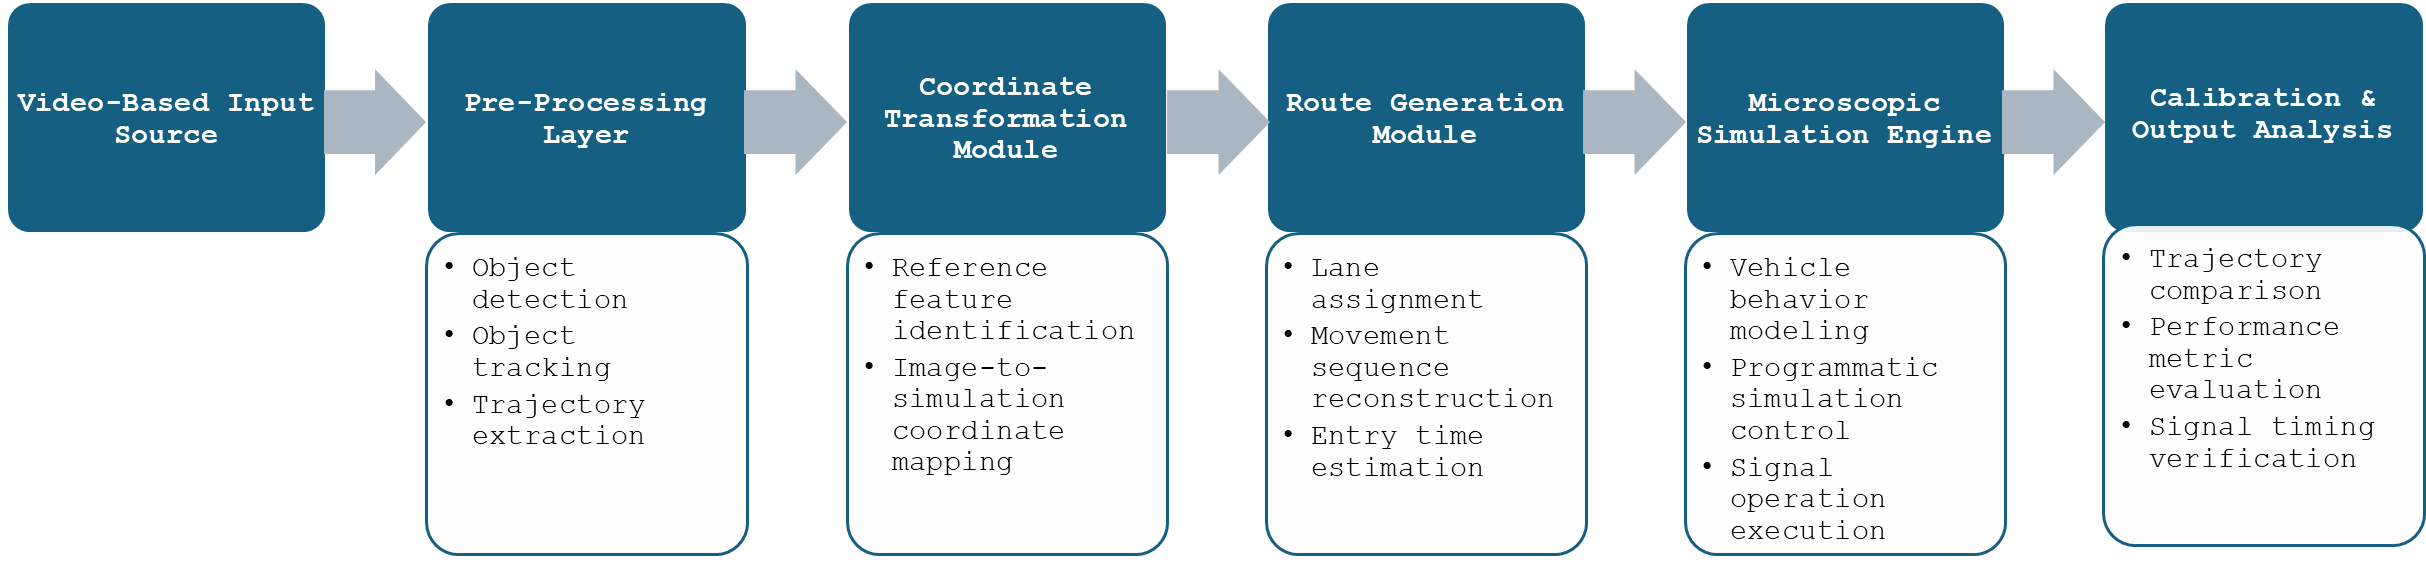 Video-Based Input
Source
Pre-Processing
Layer
• Object
detection
• Object
tracking
• Trajectory
extraction
Coordinate
Transformation
Module
• Reference
feature
identification
• Image-to-
simulation
coordinate
mapping
Route Generation
Module
• Lane
assignment
• Movement
sequence
reconstruction
• Entry time
estimation
Microscopic
Simulation Engine
• Vehicle
behavior
modeling
• Programmatic
simulation
control
• Signal
operation
execution
Calibration &
Output Analysis
• Trajectory
comparison
• Performance
metric
evaluation
• Signal timing
verification